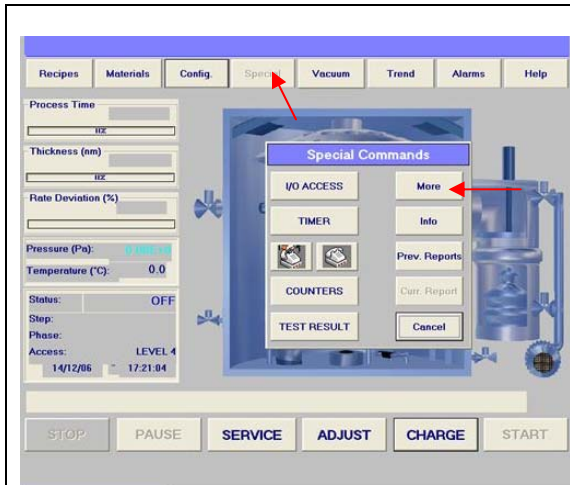 Recipes Materials Config. Special Vacuum Trend Alarms Help
Process Time
Thickness (nm)
Rate Deviation (%)
Pressure (Pa):
Temperature (°C): 0.0
Status: OFF
Step:
Phase:
Access: LEVEL 4
14/12/06 - 17:21:04
Special Commands
I/O ACCESS More
TIMER Info
Prev. Reports
COUNTERS Curr. Report
TEST RESULT Cancel
STOP PAUSE SERVICE ADJUST CHARGE START